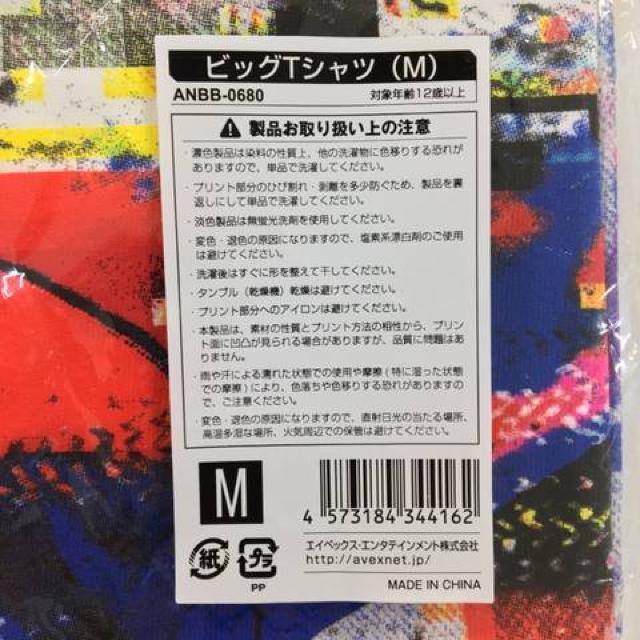 ビッグTシャツ（M）
ANBB-0680
対象年齢12歳以上
製品お取り扱い上の注意
・濃色製品は染料の性質上、他の洗濯物に色移りする恐れが
ありますので、単品で洗濯してください。
・プリント部分のひび割れ・剥離を多少防ぐため、製品を裏
返しにして単品で洗濯してください。
・淡色製品は無蛍光洗剤を使用してください。
・変色・退色の原因になりますので、塩素系漂白剤のご使用
は避けてください。
・洗濯後はすぐに形を整えて干してください。
・タンブル（乾燥機）乾燥は避けてください。
・プリント部分へのアイロンは避けてください。
・本製品は、素材の性質とプリント方法の相性から、プリン
ト面に凹凸が見られる場合がありますが、品質に問題はあ
りません。
・雨や汗による濡れた状態での使用や摩擦(特に湿った状態
での摩擦)により、色落ちや色移りする恐れがありますの
で、ご注意ください。
・変色・退色の原因になりますので、直射日光の当たる場所、
高温多湿な場所、火気周辺での保管は避けてください。
M
4 573184 344162
紙
プラ
PP
エイベックス・エンタテインメント株式会社
http://avexnet.jp/
MADE IN CHINA